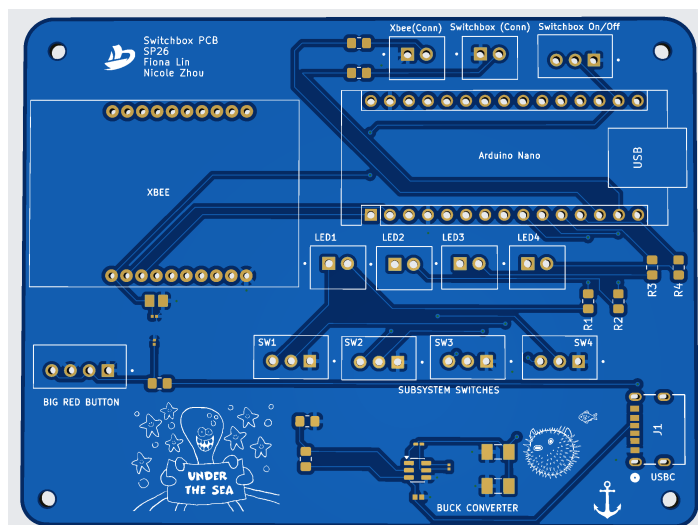 Switchbox PCB
SP26
Fiona Lin
Nicole Zhou
Xbee(Conn)
Switchbox (Conn)
Switchbox On/Off
Arduino Nano
USB
XBEE
LED1
LED2
LED3
LED4
R3
R4
R1
R2
SW1
SW2
SW3
SW4
SUBSYSTEM SWITCHES
BIG RED BUTTON
J1
UNDER
THE SEA
BUCK CONVERTER
USBC